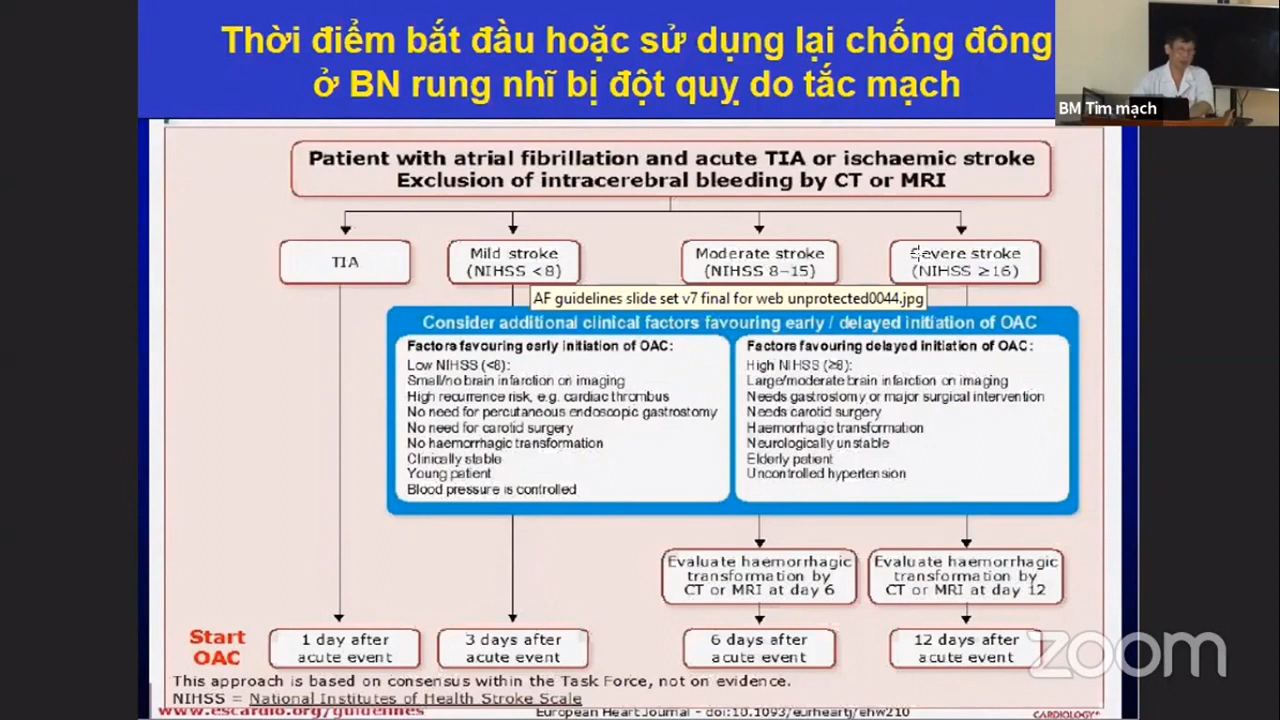 Thời điểm bắt đầu hoặc sử dụng lại chống đông
ở BN rung nhĩ bị đột quỵ do tắc mạch
BM Tim mạch
Patient with atrial fibrillation and acute TIA or ischaemic stroke
Exclusion of intracerebral bleeding by CT or MRI
TIA
Mild stroke
(NIHSS <8)
Moderate stroke
(NIHSS 8–15)
Severe stroke
(NIHSS ≥16)
AF guidelines slide set v7 final for web unprotected0044.jpg
Consider additional clinical factors favouring early / delayed initiation of OAC
Factors favouring early initiation of OAC:
Low NIHSS (<8):
Small/no brain infarction on imaging
High recurrence risk, e.g. cardiac thrombus
No need for percutaneous endoscopic gastrostomy
No need for carotid surgery
No haemorrhagic transformation
Clinically stable
Young patient
Blood pressure is controlled
Factors favouring delayed initiation of OAC:
High NIHSS (≥8):
Large/moderate brain infarction on imaging
Needs gastrostomy or major surgical intervention
Needs carotid surgery
Haemorrhagic transformation
Neurologically unstable
Elderly patient
Uncontrolled hypertension
Evaluate haemorrhagic
transformation by
CT or MRI at day 6
Evaluate haemorrhagic
transformation by
CT or MRI at day 12
Start
OAC
1 day after
acute event
3 days after
acute event
6 days after
acute event
12 days after
acute event
zoom
This approach is based on consensus within the Task Force, not on evidence.
NIHSS = National Institutes of Health Stroke Scale
www.escardio.org/guidelines
European Heart Journal - doi:10.1093/eurheartj/ehw210
CARDIOLOGY